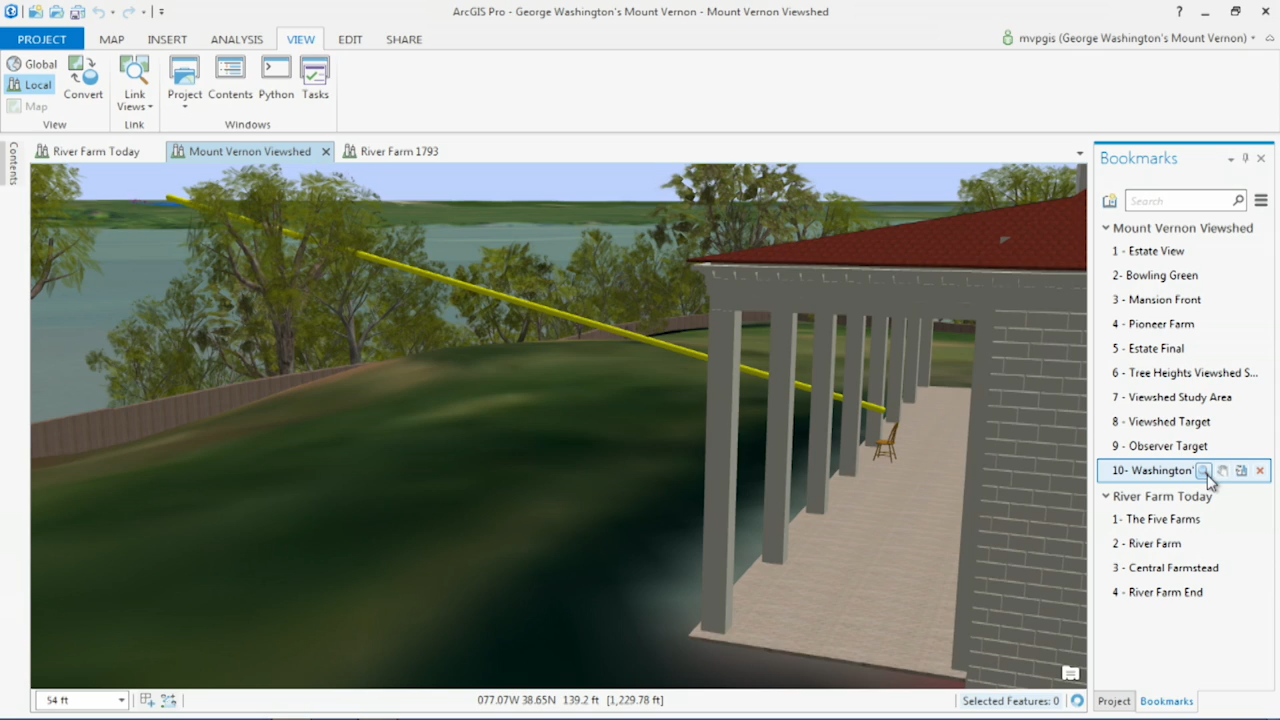 ArcGIS Pro - George Washington's Mount Vernon - Mount Vernon Viewshed
PROJECT MAP INSERT ANALYSIS VIEW EDIT SHARE
mvpgis (George Washington's Mount Vernon)
Global
Local
Map
Convert
Link Views
Project
Contents
Python
Tasks
View
Link
Windows
Contents
River Farm Today
Mount Vernon Viewshed
River Farm 1793
Bookmarks
Search
Mount Vernon Viewshed
1 - Estate View
2- Bowling Green
3 - Mansion Front
4 - Pioneer Farm
5 - Estate Final
6 - Tree Heights Viewshed S...
7 - Viewshed Study Area
8 - Viewshed Target
9 - Observer Target
10- Washington'
River Farm Today
1- The Five Farms
2 - River Farm
3 - Central Farmstead
4 - River Farm End
54 ft
077.07W 38.65N 139.2 ft [1,229.78 ft]
Selected Features: 0
Project
Bookmarks